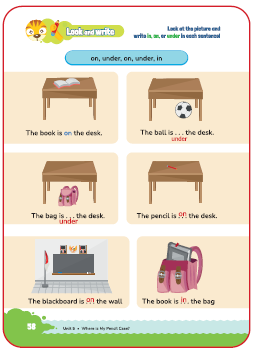 Look and write
Look at the picture and
write is, on, or under in each sentence!
on, under, on, under, in
The book is on the desk.
The ball is . . . the desk.
under
The bag is . . . the desk.
under
The pencil is on the desk.
The blackboard is on the wall
The book is in. the bag
58
Unit 6 • Where Is My Pencil Case?